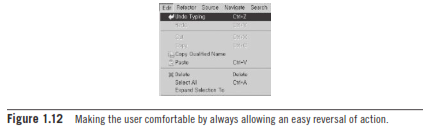 Edit Refactor Source Navigate Search
Undo Typing Ctrl+Z
Copy Qualified Name
Paste Ctrl+V
Delete Delete
Select All Ctrl+A
Expand Selection To
Figure 1.12 Making the user comfortable by always allowing an easy reversal of action.